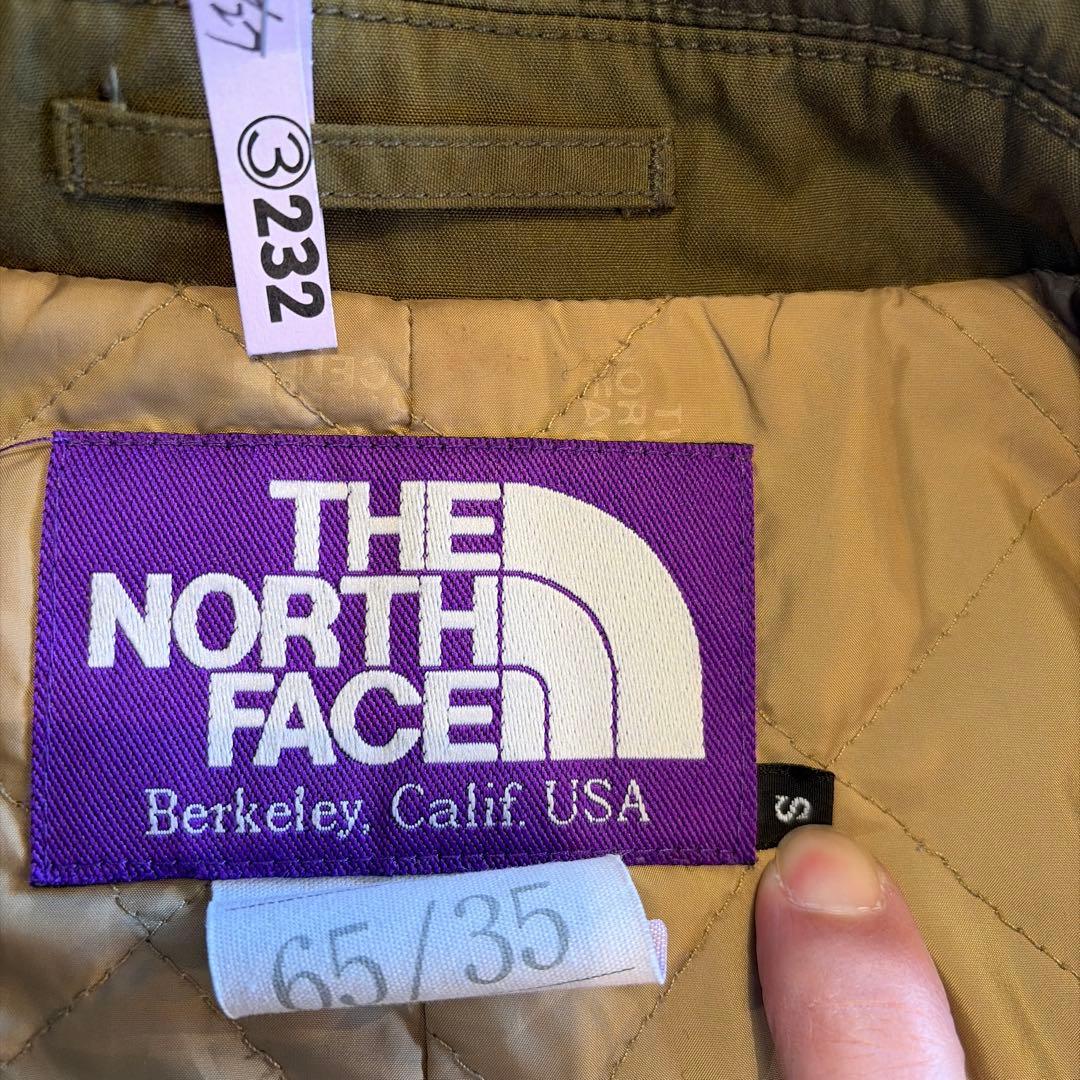 ③232
THE
NORTH
FACE
Berkeley, Calif. USA
S
65/35